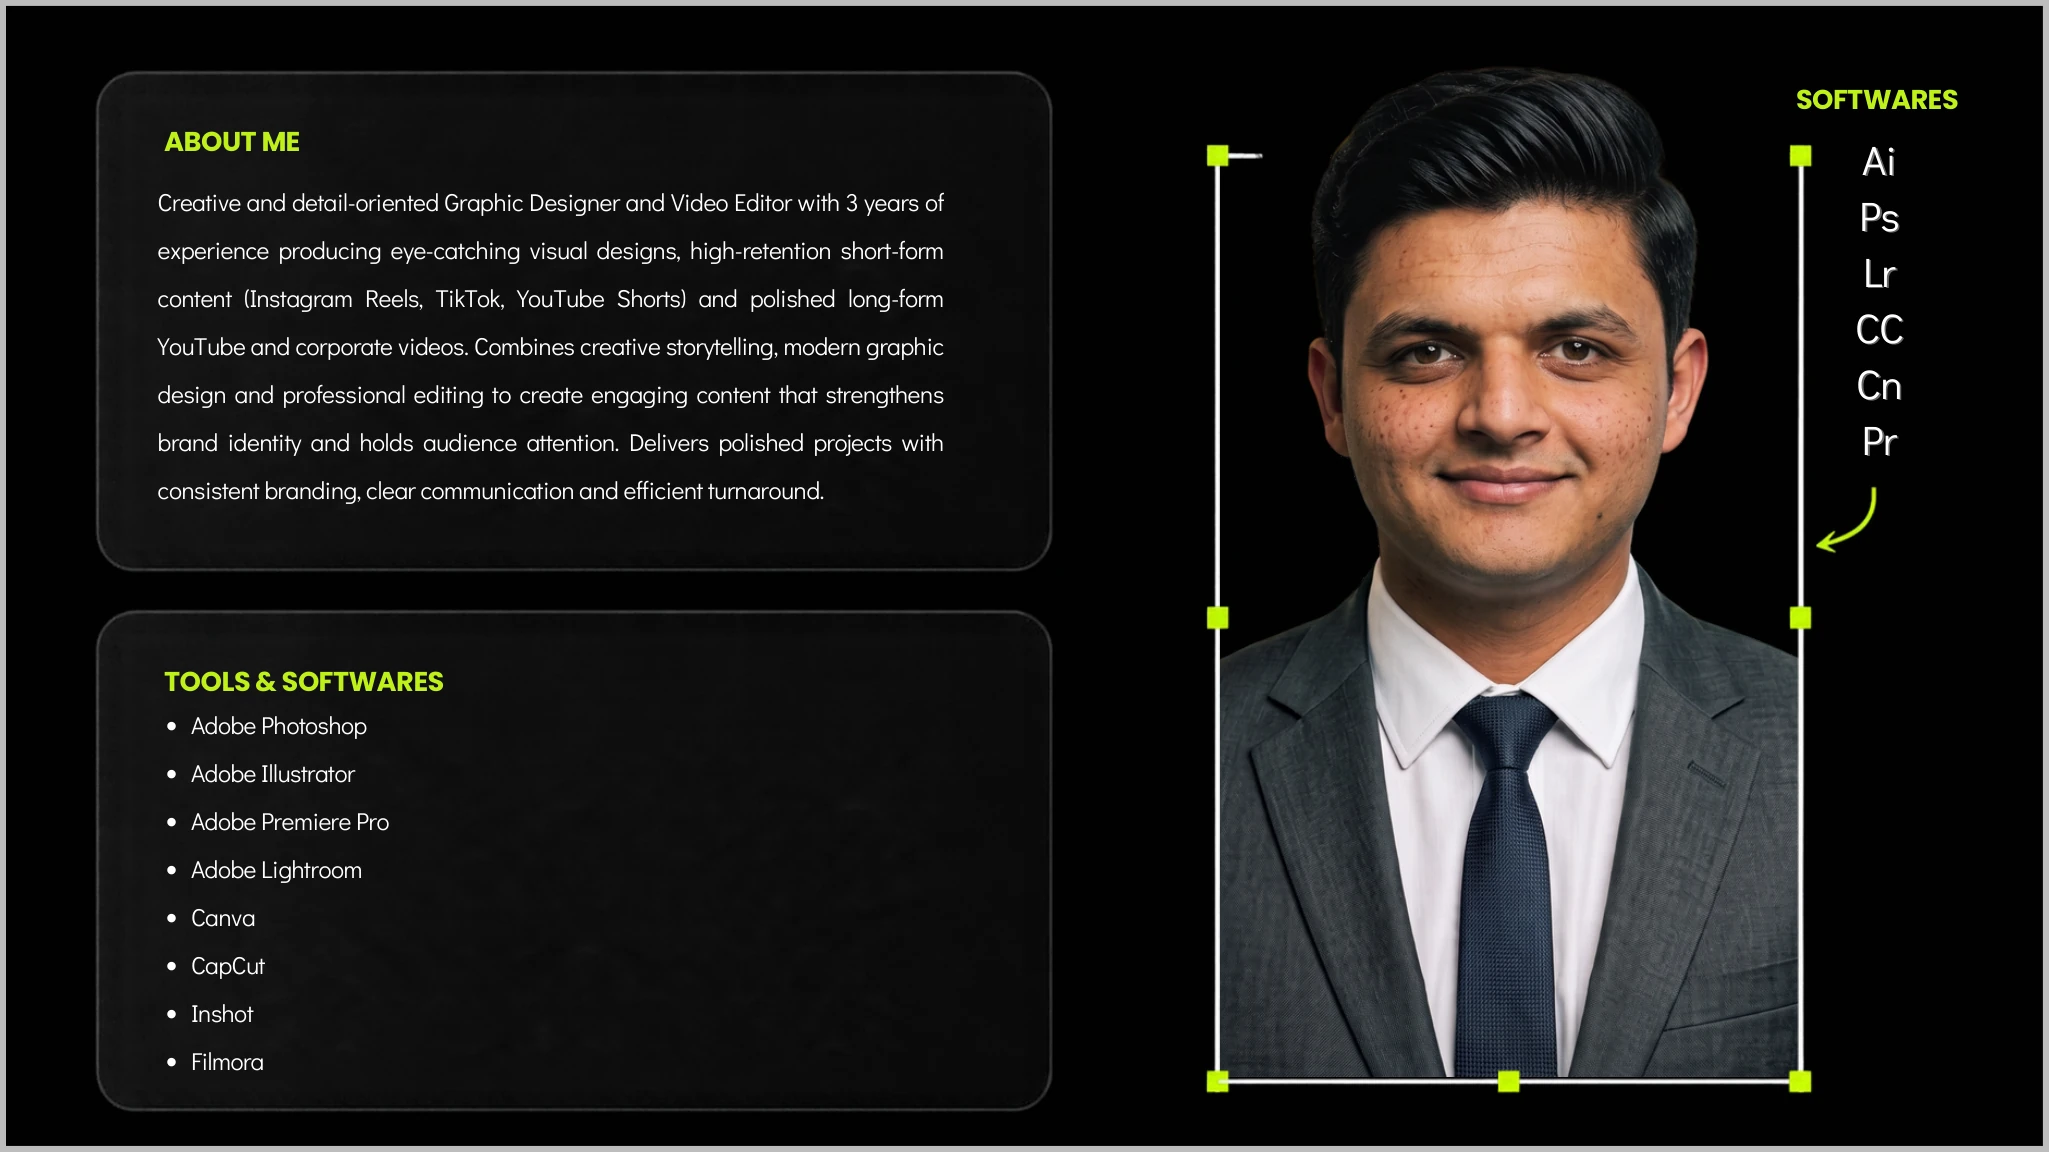 ABOUT ME
Creative and detail-oriented Graphic Designer and Video Editor with 3 years of
experience producing eye-catching visual designs, high-retention short-form
content (Instagram Reels, TikTok, YouTube Shorts) and polished long-form
YouTube and corporate videos. Combines creative storytelling, modern graphic
design and professional editing to create engaging content that strengthens
brand identity and holds audience attention. Delivers polished projects with
consistent branding, clear communication and efficient turnaround.
TOOLS & SOFTWARES
• Adobe Photoshop
• Adobe Illustrator
• Adobe Premiere Pro
• Adobe Lightroom
• Canva
• CapCut
• Inshot
• Filmora
SOFTWARES
Ai
Ps
Lr
CC
Cn
Pr